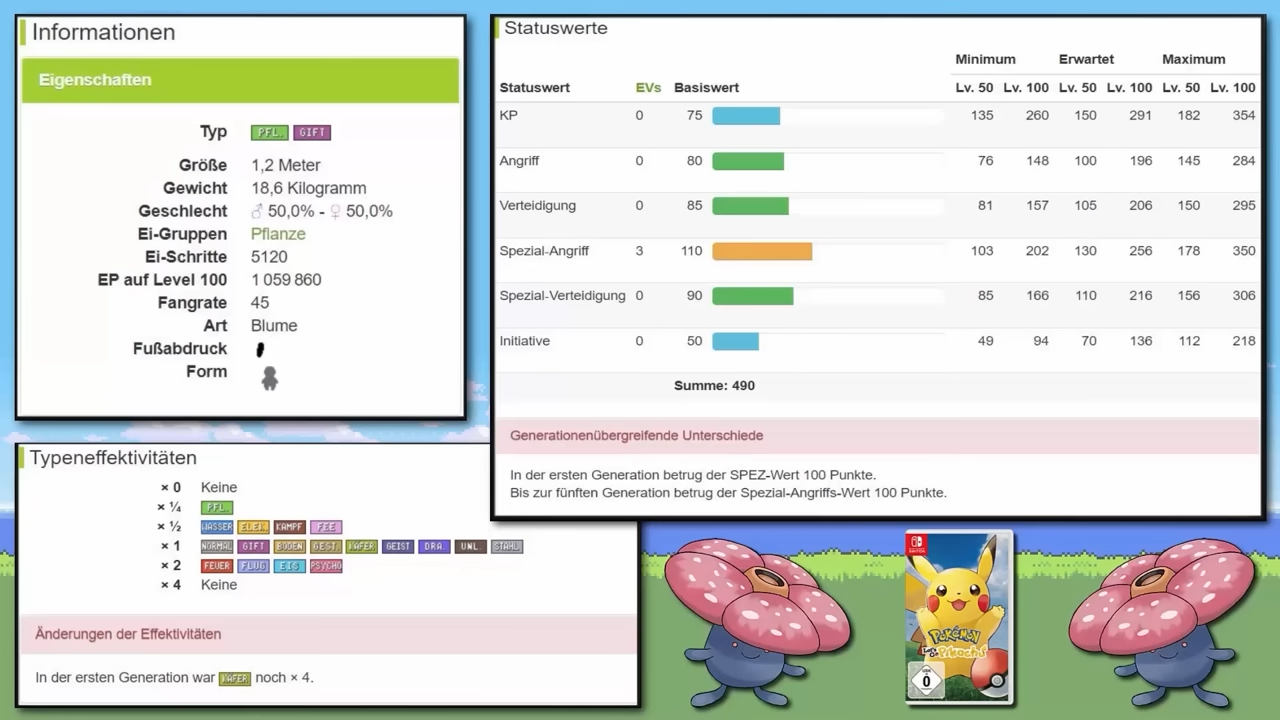 Informationen
Eigenschaften
Typ PFL. GIFT
Größe 1,2 Meter
Gewicht 18,6 Kilogramm
Geschlecht ♂ 50,0% - ♀ 50,0%
Ei-Gruppen Pflanze
Ei-Schritte 5120
EP auf Level 100 1 059 860
Fangrate 45
Art Blume
Fußabdruck
Form
Statuswerte
Minimum Erwartet Maximum
Statuswert EVs Basiswert Lv. 50 Lv. 100 Lv. 50 Lv. 100 Lv. 50 Lv. 100
KP 0 75 135 260 150 291 182 354
Angriff 0 80 76 148 100 196 145 284
Verteidigung 0 85 81 157 105 206 150 295
Spezial-Angriff 3 110 103 202 130 256 178 350
Spezial-Verteidigung 0 90 85 166 110 216 156 306
Initiative 0 50 49 94 70 136 112 218
Summe: 490
Generationenübergreifende Unterschiede
In der ersten Generation betrug der SPEZ-Wert 100 Punkte.
Bis zur fünften Generation betrug der Spezial-Angriffs-Wert 100 Punkte.
Typeneffektivitäten
× 0 Keine
× ¼ PFL.
× ½ WASSER ELEK. KAMPF FEE
× 1 NORMAL GIFT BODEN GEST. KÄFER GEIST DRA. UNL. STAHL
× 2 FEUER FLUG EIS PSYCHO
× 4 Keine
Änderungen der Effektivitäten
In der ersten Generation war KÄFER noch × 4.
POKÉMON
Let's Go Pikachu!
0